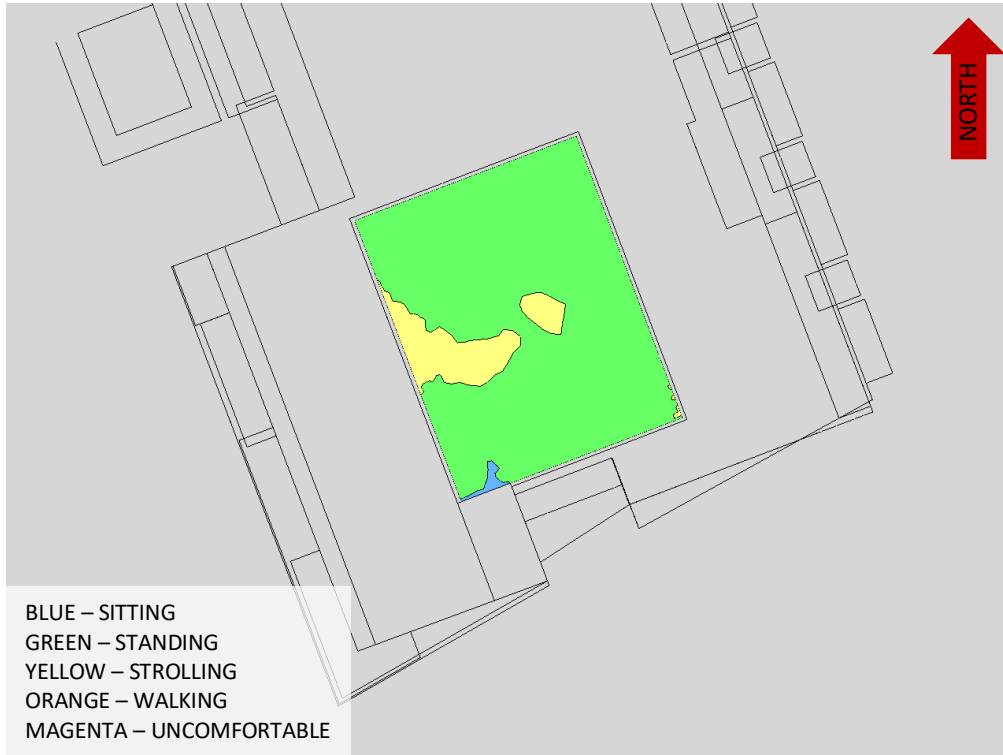 NORTH
BLUE – SITTING
GREEN – STANDING
YELLOW – STROLLING
ORANGE – WALKING
MAGENTA – UNCOMFORTABLE